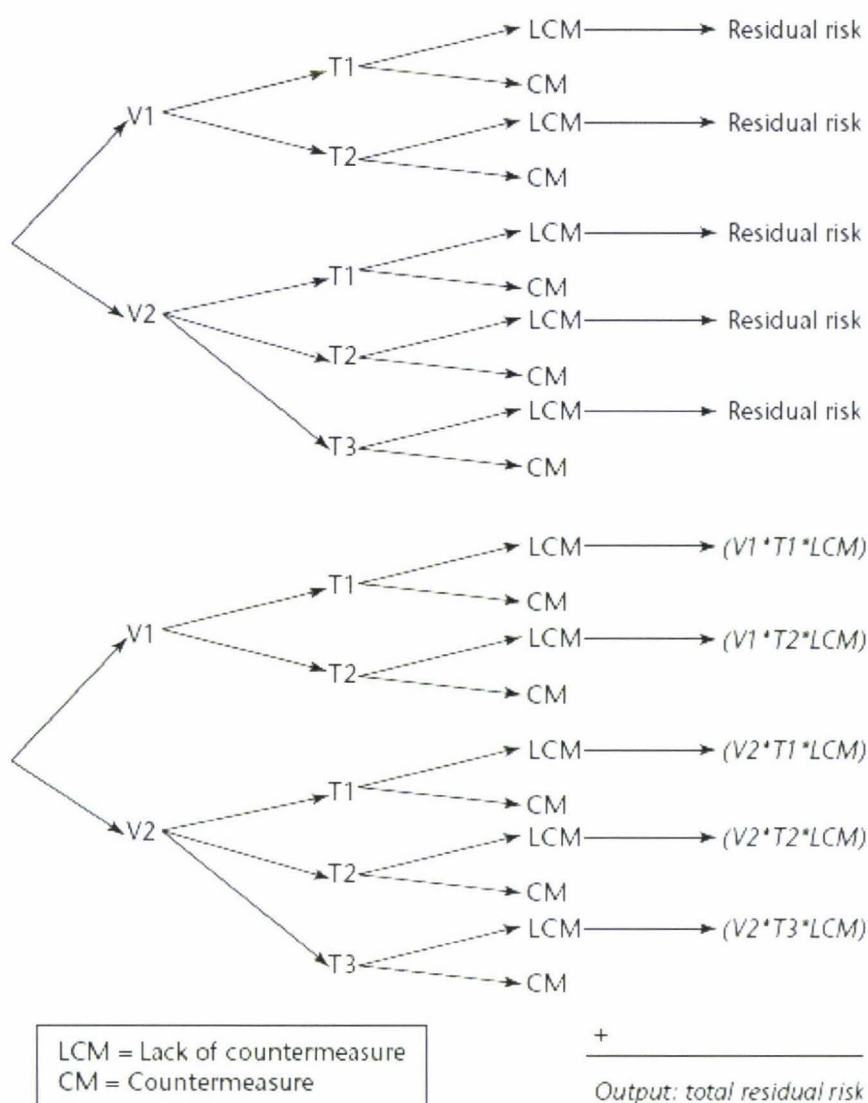 LCM Residual risk
T1
CM
V1
LCM Residual risk
T2
CM
LCM Residual risk
T1
CM
V2
LCM Residual risk
T2
CM
LCM Residual risk
T3
CM
LCM (V1*T1*LCM)
T1
CM
V1
LCM (V1*T2*LCM)
T2
CM
LCM (V2*T1*LCM)
T1
CM
V2
LCM (V2*T2*LCM)
T2
CM
LCM (V2*T3*LCM)
T3
CM
LCM = Lack of countermeasure
CM = Countermeasure
+
Output: total residual risk